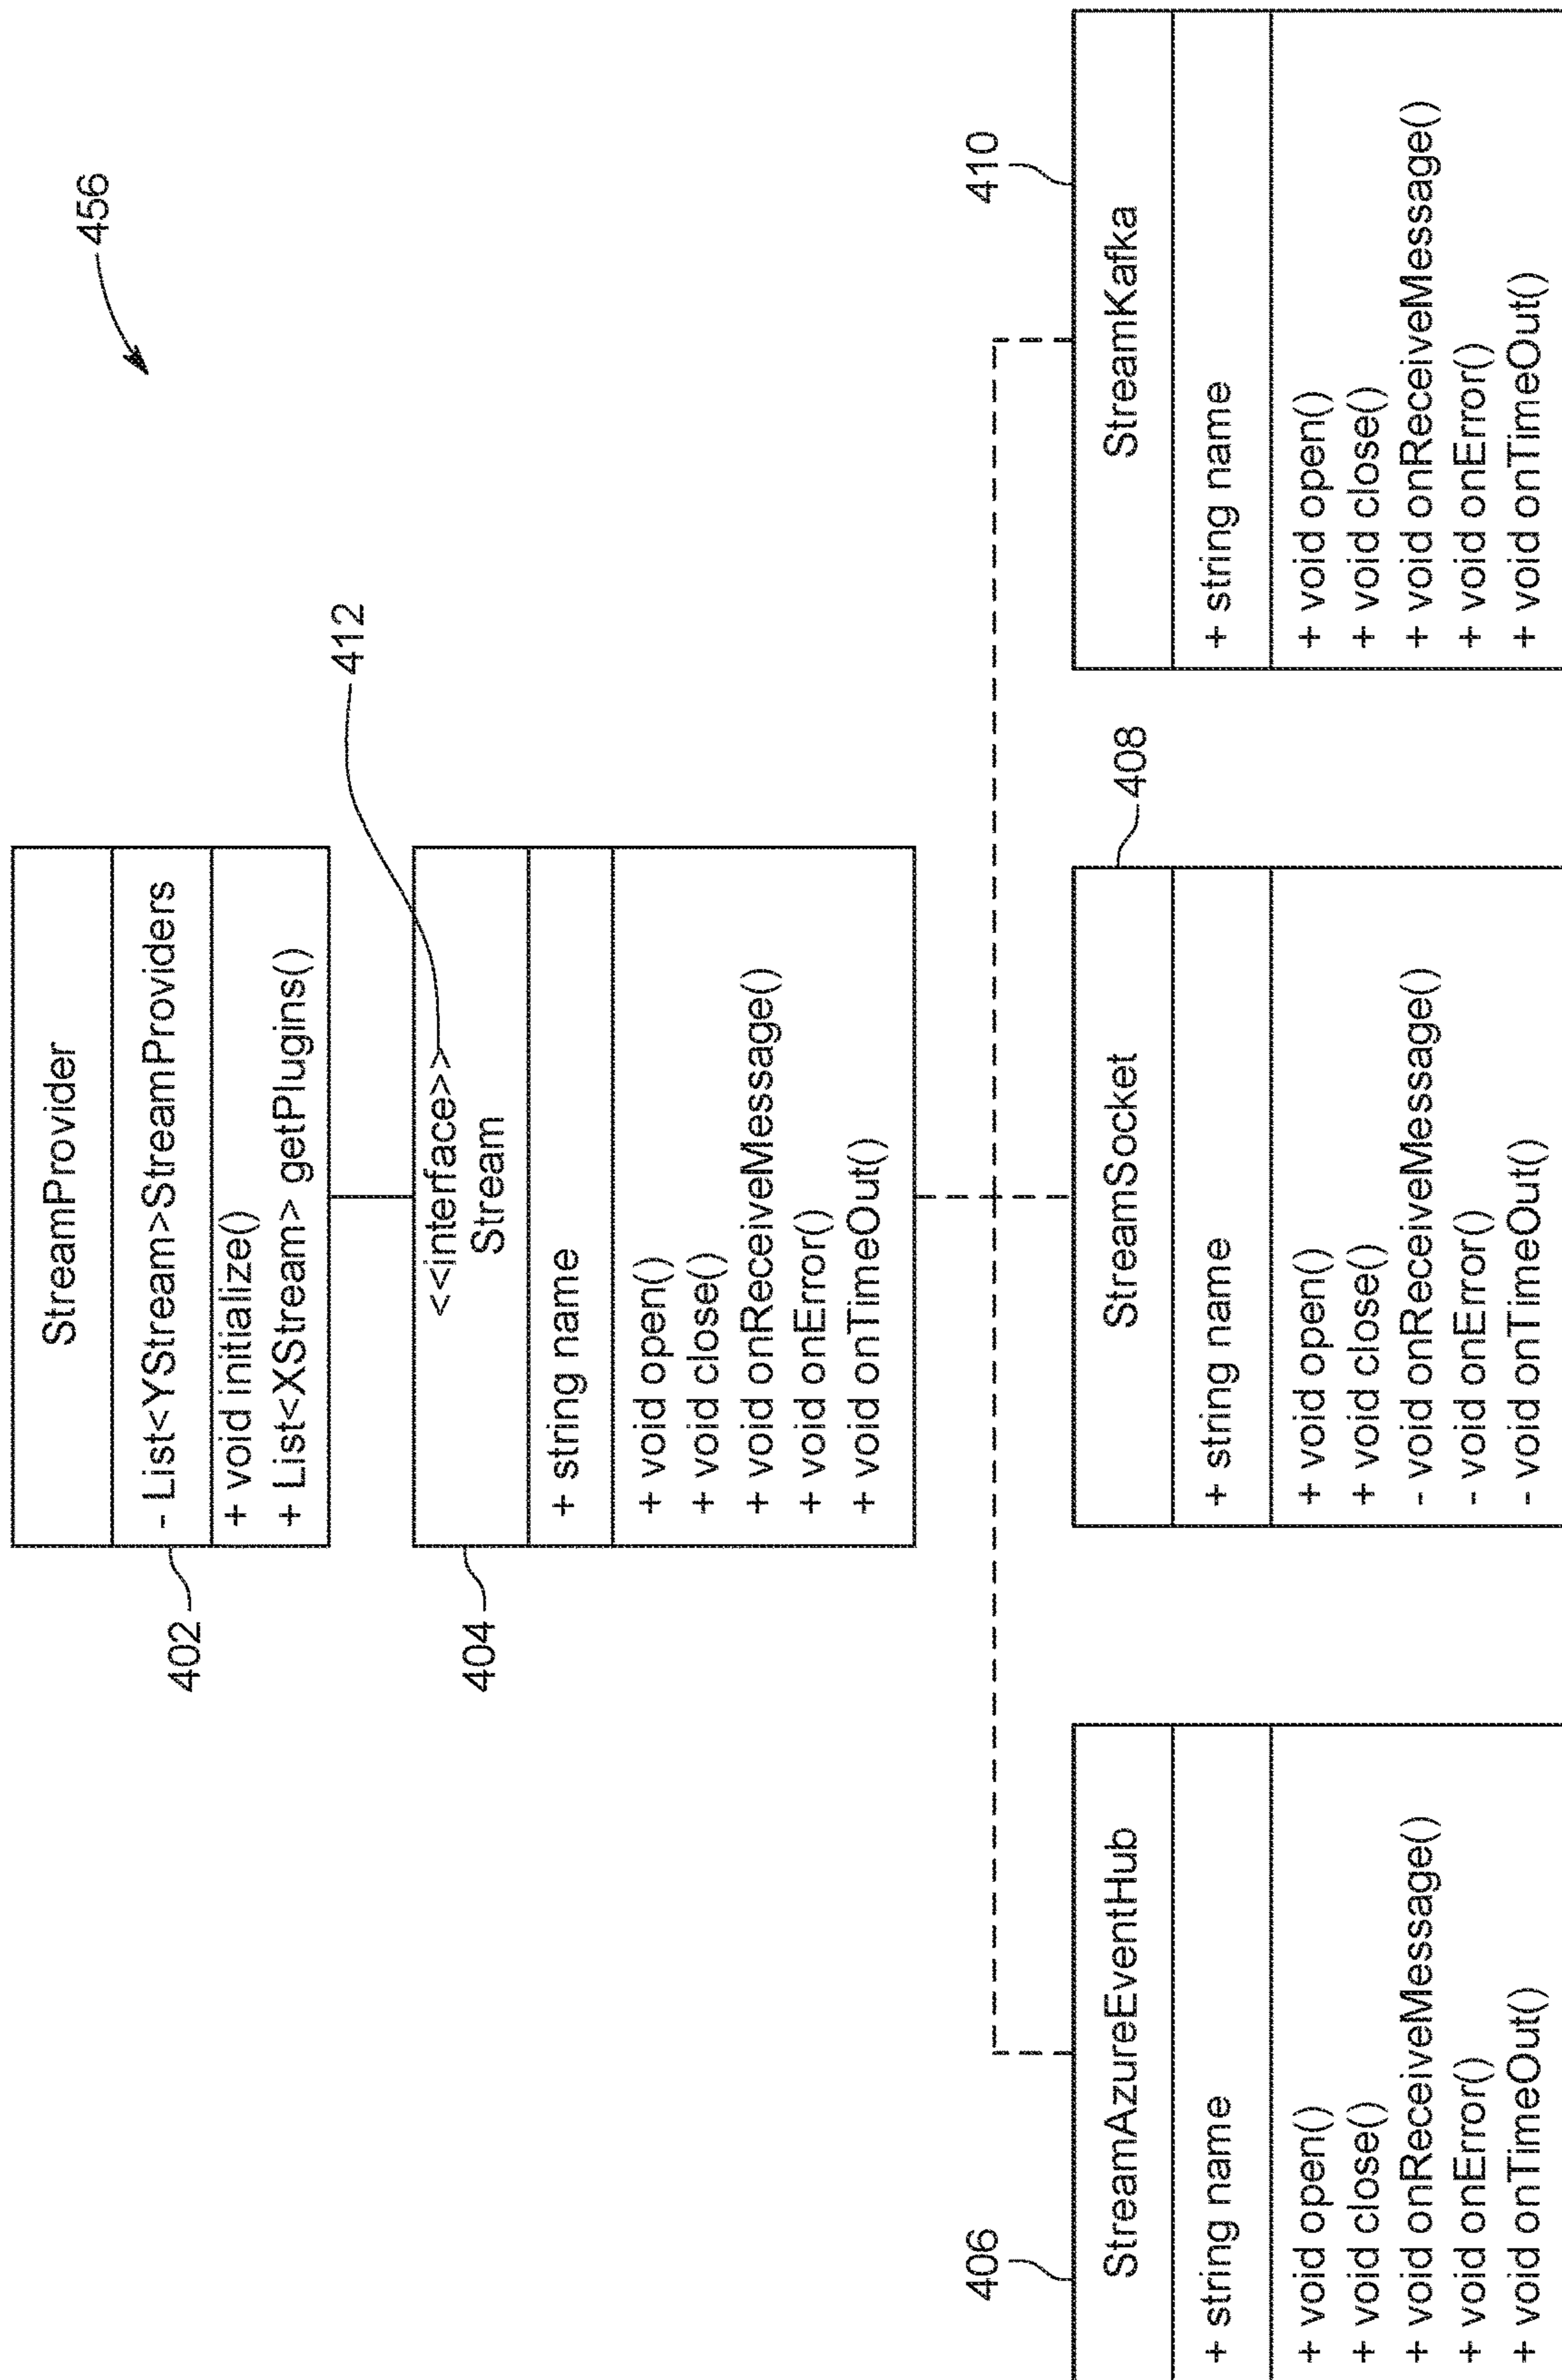 456
StreamProvider
- List<YStream>StreamProviders
+ void initialize()
+ List<XStream> getPlugins()
402
412
<<interface>>
Stream
+ string name
+ void open()
+ void close()
+ void onReceiveMessage()
+ void onError()
+ void onTimeOut()
404
406
StreamAzureEventHub
+ string name
+ void open()
+ void close()
+ void onReceiveMessage()
+ void onError()
+ void onTimeOut()
408
StreamSocket
+ string name
+ void open()
+ void close()
- void onReceiveMessage()
- void onError()
- void onTimeOut()
410
StreamKafka
+ string name
+ void open()
+ void close()
+ void onReceiveMessage()
+ void onError()
+ void onTimeOut()